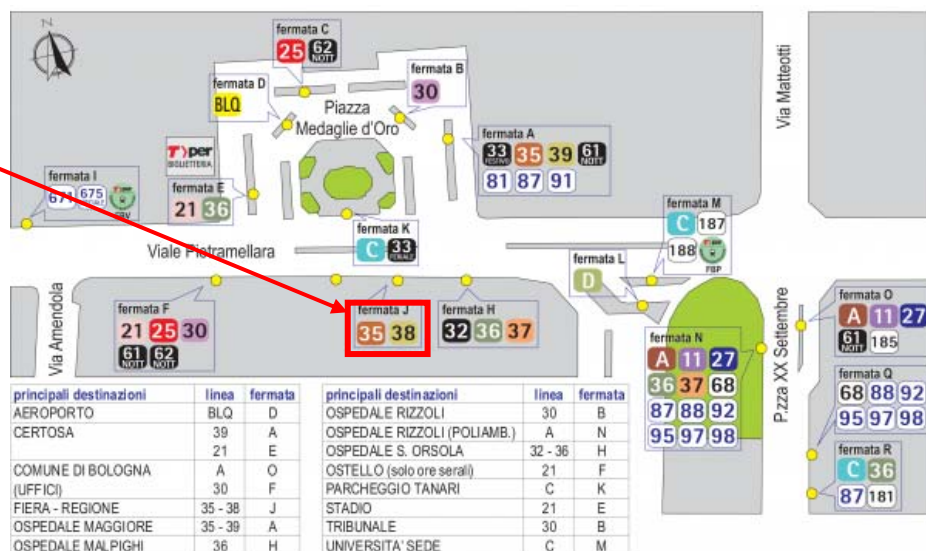 N
fermata C
25 62 NOTT
fermata D
BLQ
fermata B
30
Piazza
Medaglie d'Oro
Via Matteotti
fermata A
33 FESTIVO 35 39 61 NOTT
81 87 91
T>per
BIGLIETTERIA
fermata I
671 675
fermata E
21 36
fermata K
C 33 FERIALE
fermata M
C 187
188
FBP
Viale Pietramellara
fermata L
D
Via Amendola
fermata F
21 25 30
61 NOTT 62 NOTT
fermata J
35 38
fermata H
32 36 37
fermata N
A 11 27
36 37 68
87 88 92
95 97 98
P.zza XX Settembre
fermata O
A 11 27
61 NOTT 185
fermata Q
68 88 92
95 97 98
fermata R
C 36
87 181
principali destinazioni linea fermata
AEROPORTO BLQ D
CERTOSA 39 A
21 E
COMUNE DI BOLOGNA A O
(UFFICI) 30 F
FIERA - REGIONE 35 - 38 J
OSPEDALE MAGGIORE 35 - 39 A
OSPEDALE MALPIGHI 36 H
principali destinazioni linea fermata
OSPEDALE RIZZOLI 30 B
OSPEDALE RIZZOLI (POLIAMB.) A N
OSPEDALE S. ORSOLA 32 - 36 H
OSTELLO (solo ore serali) 21 F
PARCHEGGIO TANARI C K
STADIO 21 E
TRIBUNALE 30 B
UNIVERSITA' SEDE C M